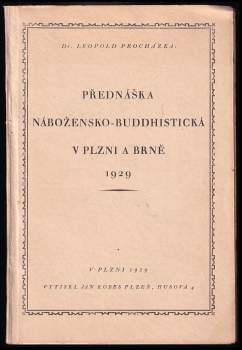 Dr. LEOPOLD PROCHÁZKA:
PŘEDNÁŠKA
NÁBOŽENSKO-BUDDHISTICKÁ
V PLZNI A BRNĚ
1929
V PLZNI 1929
VYTISKL JAN KOBES PLZEŇ, HUSOVA 4